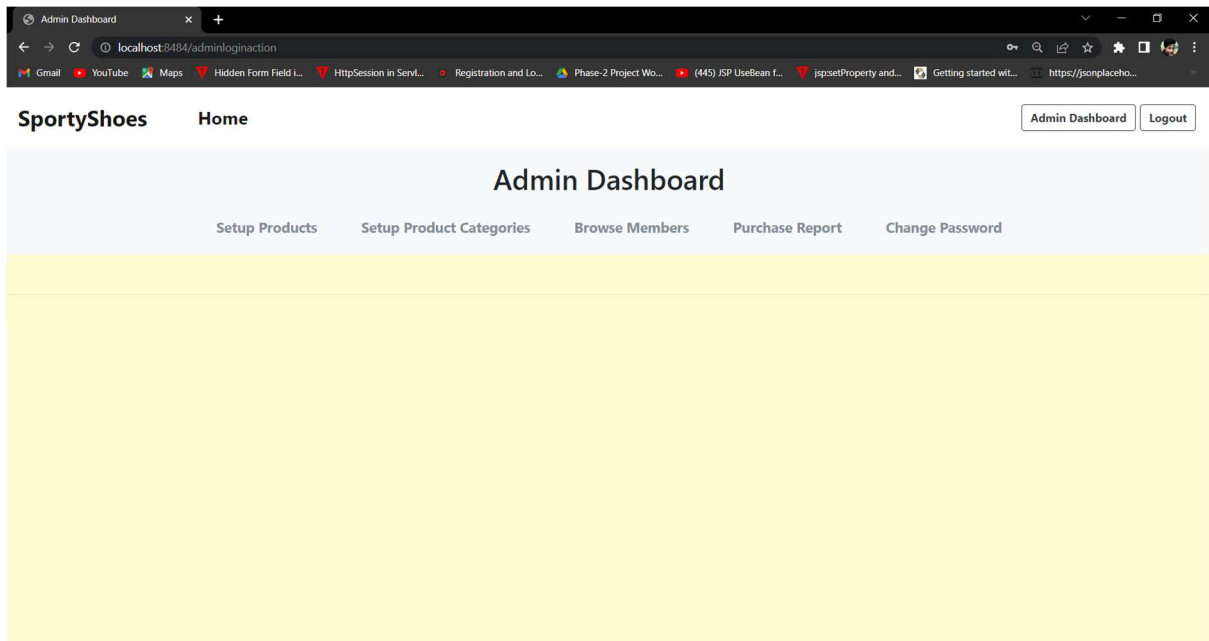 Admin Dashboard
localhost:8484/adminloginaction
Gmail YouTube Maps Hidden Form Field i... HttpSession in Servl... Registration and Lo... Phase-2 Project Wo... (445) JSP UseBean f... jsp:setProperty and... Getting started wit... https://jsonplaceho... »
SportyShoes Home Admin Dashboard Logout
Admin Dashboard
Setup Products Setup Product Categories Browse Members Purchase Report Change Password